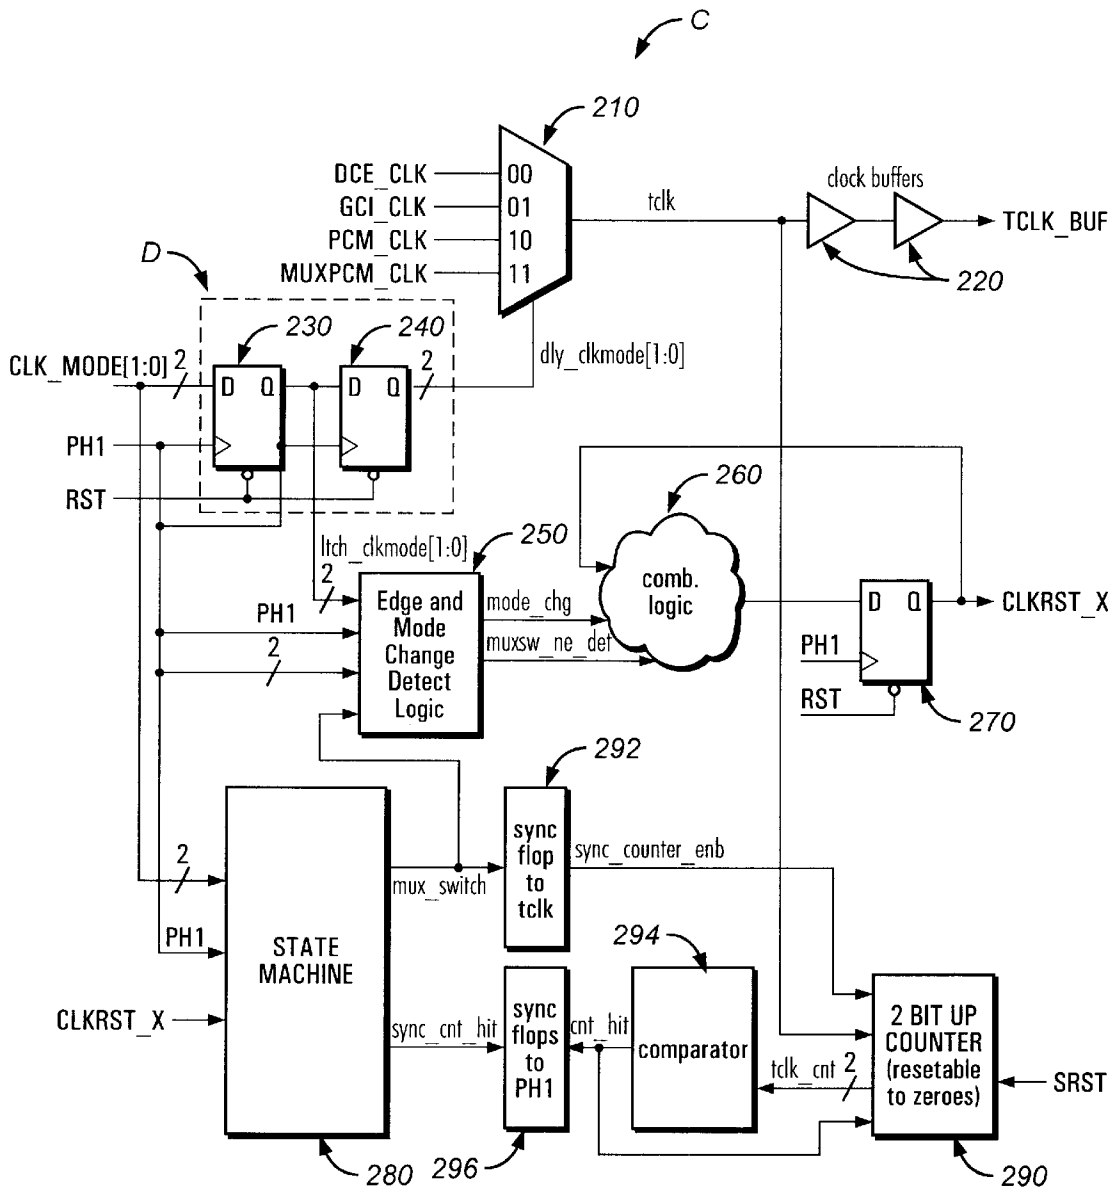 C
210
DCE_CLK
00
GCI_CLK
01
PCM_CLK
10
MUXPCM_CLK
11
tclk
clock buffers
TCLK_BUF
220
D
230
240
CLK_MODE[1:0]
2
D Q
D Q
2
dly_clkmode[1:0]
PH1
RST
260
250
ltch_clkmode[1:0]
2
Edge and
Mode
Change
Detect
Logic
PH1
2
mode_chg
muxsw_ne_det
comb.
logic
D Q
CLKRST_X
PH1
RST
270
292
sync
flop
to
tclk
sync_counter_enb
2
mux_switch
PH1
STATE
MACHINE
294
CLKRST_X
sync_cnt_hit
sync
flops
to
PH1
cnt_hit
comparator
tclk_cnt
2
2 BIT UP
COUNTER
(resetable
to zeroes)
SRST
280
296
290